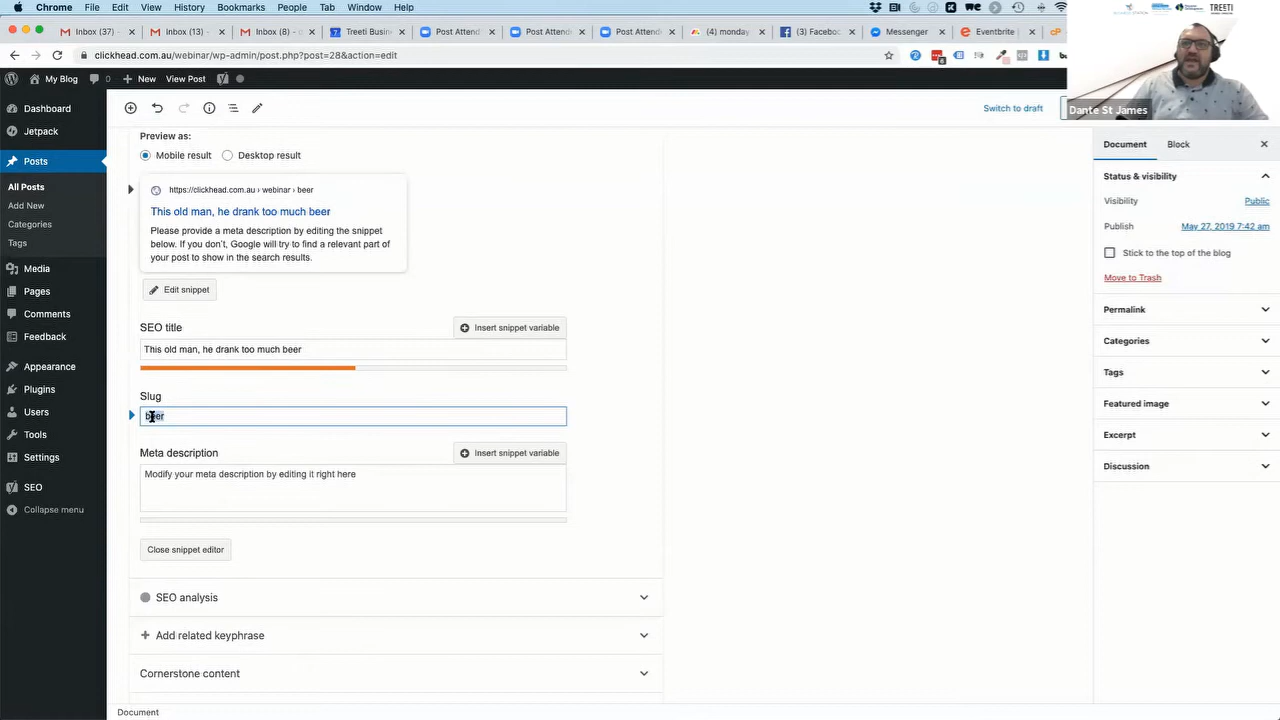 Chrome File Edit View History Bookmarks People Tab Window Help
Inbox (37) Inbox (13) Inbox (8) Treeti Busin Post Attend Post Attend Post Attend (4) monday (3) Facebook Messenger Eventbrite
clickhead.com.au/webinar/wp-admin/post.php?post=28&action=edit
TREETI
My Blog 0 New View Post
Dante St James
Dashboard
Jetpack
Posts
All Posts
Add New
Categories
Tags
Media
Pages
Comments
Feedback
Appearance
Plugins
Users
Tools
Settings
SEO
Collapse menu
Switch to draft
Preview as:
Mobile result Desktop result
https://clickhead.com.au › webinar › beer
This old man, he drank too much beer
Please provide a meta description by editing the snippet
below. If you don't, Google will try to find a relevant part of
your post to show in the search results.
Edit snippet
SEO title
Insert snippet variable
This old man, he drank too much beer
Slug
beer
Meta description
Insert snippet variable
Modify your meta description by editing it right here
Close snippet editor
SEO analysis
Add related keyphrase
Cornerstone content
Document
Document Block
Status & visibility
Visibility Public
Publish May 27, 2019 7:42 am
Stick to the top of the blog
Move to Trash
Permalink
Categories
Tags
Featured image
Excerpt
Discussion